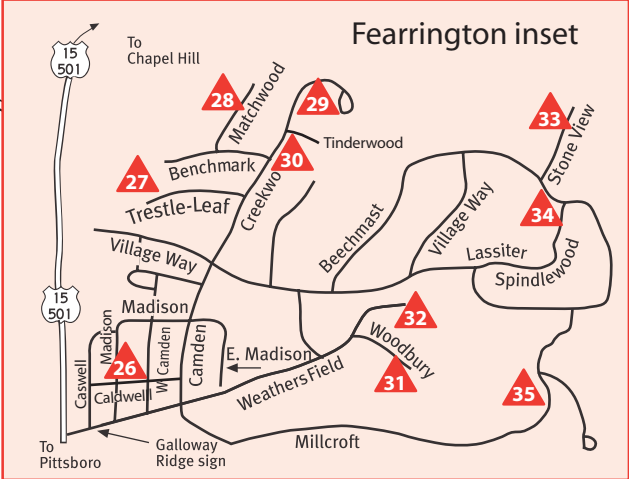 Fearrington inset
15
501
To
Chapel Hill
28
Matchwood
29
33
Stone View
Tinderwood
30
Benchmark
27
Trestle-Leaf
Creekwo
34
Beechmast
Village Way
Lassiter
Spindlewood
Village Way
15
501
Madison
32
Woodbury
31
Madison
26
W Camden
Camden
E. Madison
Caswell
Caldwell
WeathersField
35
Millcroft
To
Pittsboro
Galloway
Ridge sign